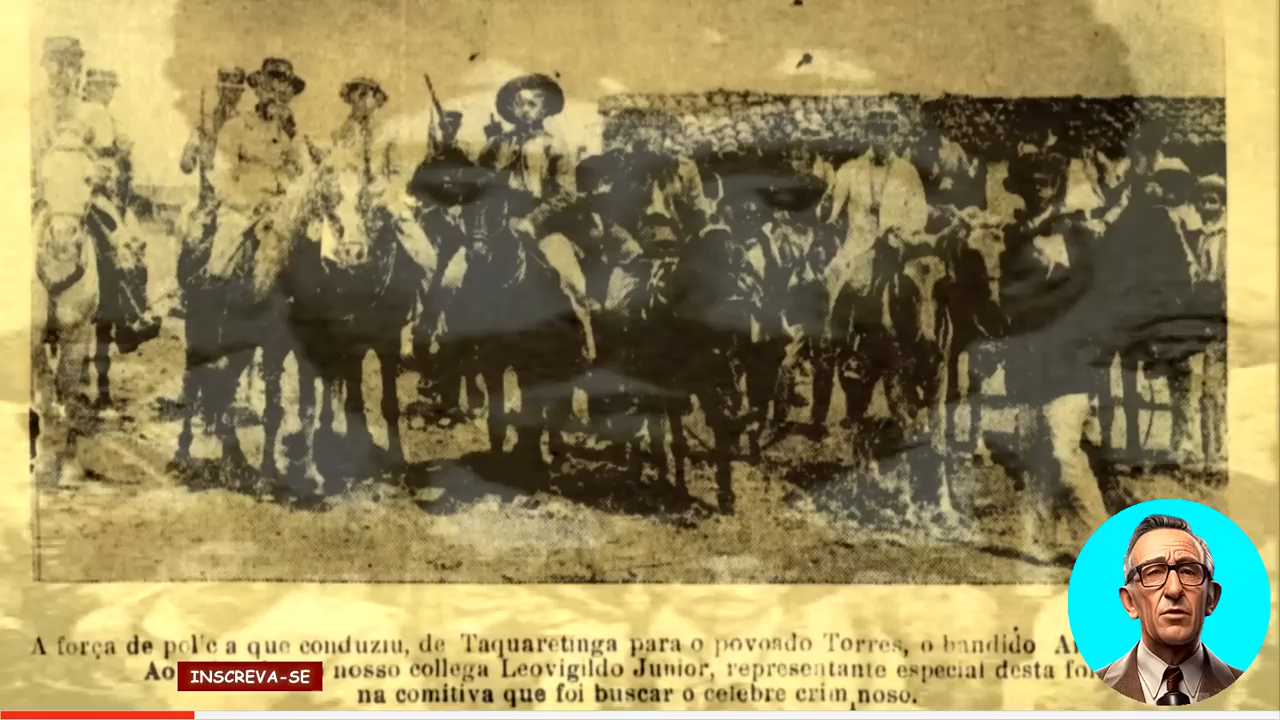 A força de pol'c a que conduziu, de Taquaretinga para o povoado Torres, o bandido
Ao INSCREVA-SE nosso collega Leovigildo Junior, representante especial desta
na comitiva que foi buscar o celebre crim noso.